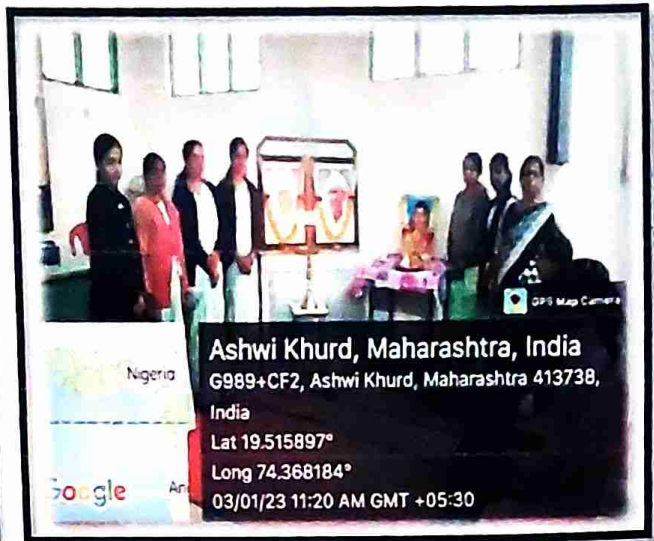 GPS Map Camera
Ashwi Khurd, Maharashtra, India
G989+CF2, Ashwi Khurd, Maharashtra 413738,
India
Lat 19.515897°
Long 74.368184°
03/01/23 11:20 AM GMT +05:30
Nigeria
Google
An